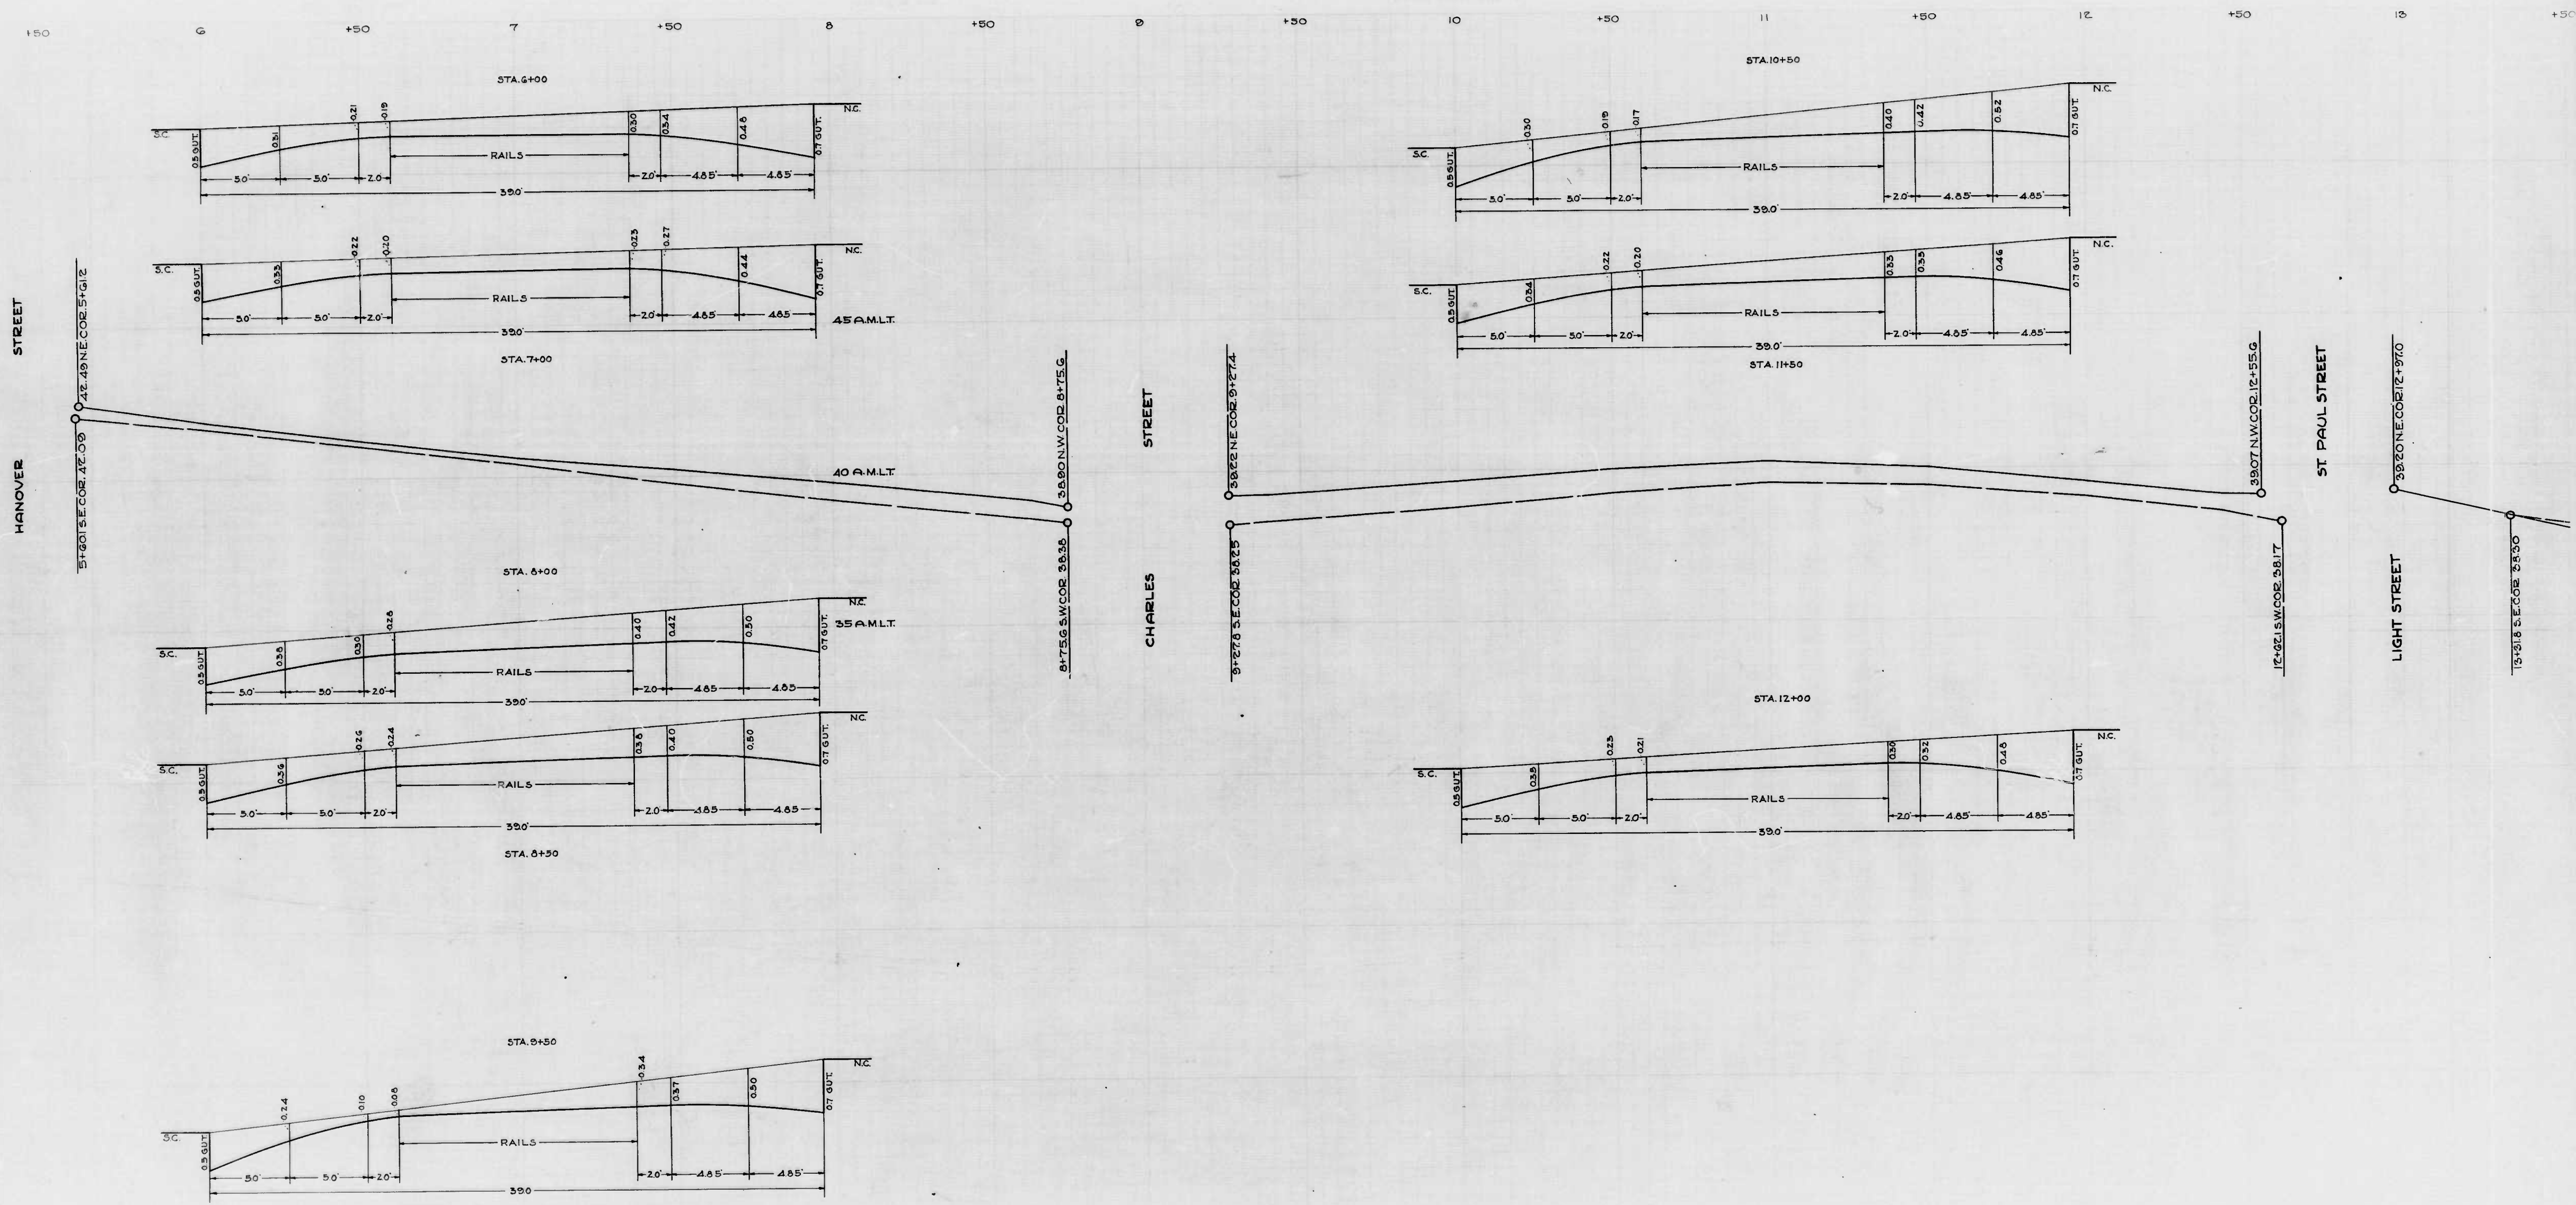 +50 6 +50 7 +50 8 +50 9 +50 10 +50 11 +50 12 +50 13 +50
STA. 6+00
S.C. 0.5 GUT. 0.31 0.21 0.19 0.30 0.34 0.48 0.7 GUT. N.C.
RAILS
5.0' 5.0' 2.0' 2.0' 4.85' 4.85'
39.0'
S.C. 0.5 GUT. 0.33 0.22 0.20 0.23 0.27 0.44 0.7 GUT. N.C.
RAILS
5.0' 5.0' 2.0' 2.0' 4.85' 4.85
39.0'
STA. 7+00
45 A.M.L.T.
STA. 10+50
S.C. 0.5 GUT. 0.30 0.19 0.17 0.40 0.42 0.52 0.7 GUT. N.C.
RAILS
5.0' 5.0' 2.0' 2.0' 4.85' 4.85'
39.0'
S.C. 0.5 GUT. 0.34 0.22 0.20 0.33 0.35 0.46 0.7 GUT. N.C.
RAILS
5.0' 5.0' 2.0' 2.0' 4.85' 4.85'
39.0'
STA. 11+50
HANOVER STREET
42.49 N.E. COR. 5+61.2
5+60.1 S.E. COR. 42.09
40 A.M.L.T.
38.90 N.W. COR. 8+75.6
8+75.6 S.W. COR. 38.38
CHARLES STREET
39.22 N.E. COR. 9+27.4
9+27.8 S.E. COR. 38.25
39.07 N.W. COR. 12+55.6
12+62.1 S.W. COR. 38.17
ST. PAUL STREET
LIGHT STREET
39.20 N.E. COR. 12+97.0
13+31.8 S.E. COR. 38.30
STA. 8+00
S.C. 0.5 GUT. 0.38 0.30 0.28 0.40 0.42 0.50 0.7 GUT. N.C.
35 A.M.L.T.
RAILS
5.0' 5.0' 2.0' 2.0 4.85 4.85
39.0'
S.C. 0.5 GUT. 0.36 0.26 0.24 0.38 0.40 0.50 0.7 GUT. N.C.
RAILS
5.0' 5.0' 2.0' 2.0' 4.85 4.85
39.0'
STA. 8+50
STA. 12+00
S.C. 0.5 GUT. 0.35 0.23 0.21 0.30 0.32 0.48 0.7 GUT. N.C.
RAILS
5.0' 5.0' 2.0' 2.0' 4.85' 4.85'
39.0'
STA. 9+50
S.C. 0.5 GUT. 0.24 0.10 0.08 0.34 0.37 0.50 0.7 GUT. N.C.
RAILS
5.0' 5.0' 2.0' 2.0' 4.85' 4.85'
39.0